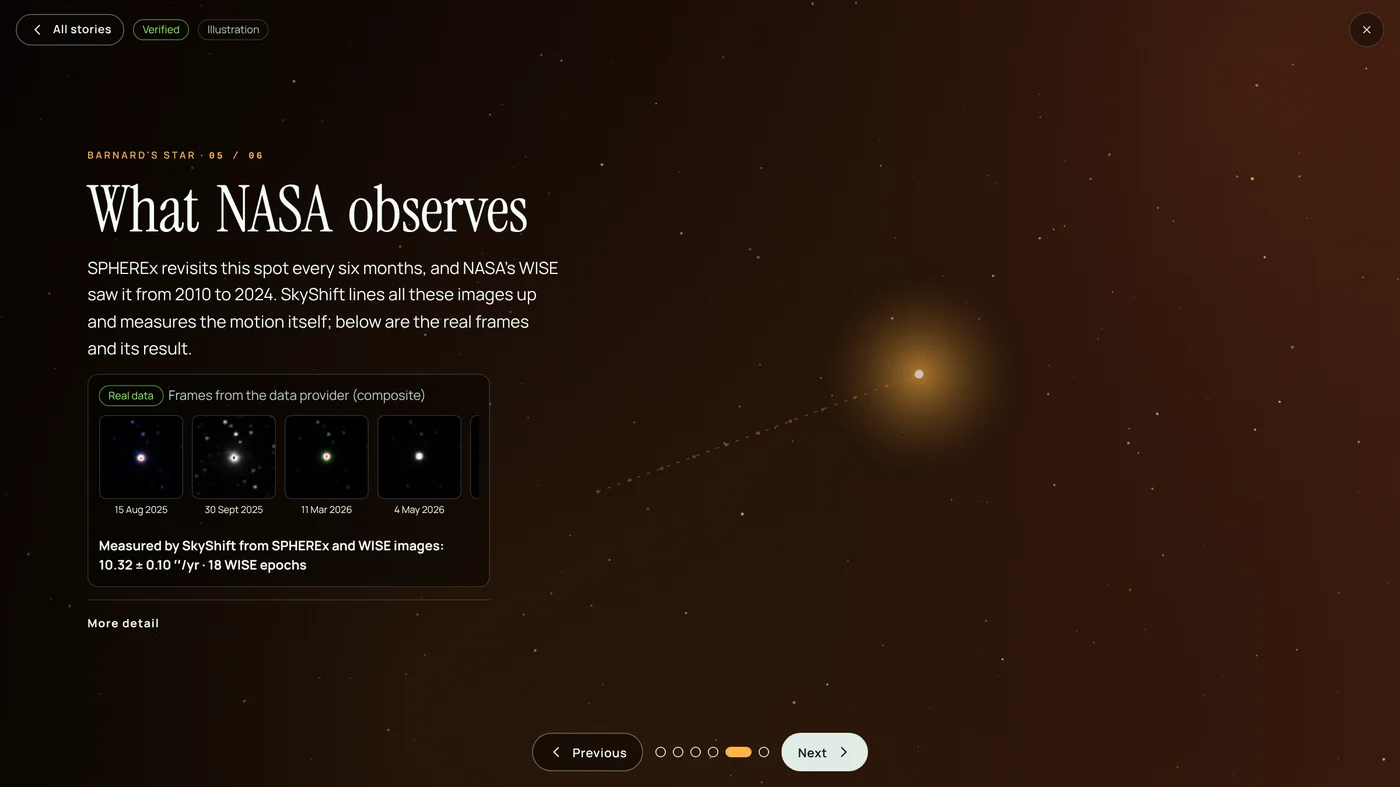 All stories
Verified
Illustration
BARNARD'S STAR · 05 / 06
What NASA observes
SPHEREx revisits this spot every six months, and NASA's WISE
saw it from 2010 to 2024. SkyShift lines all these images up
and measures the motion itself; below are the real frames
and its result.
Real data Frames from the data provider (composite)
15 Aug 2025
30 Sept 2025
11 Mar 2026
4 May 2026
Measured by SkyShift from SPHEREx and WISE images:
10.32 ± 0.10 ″/yr · 18 WISE epochs
More detail
Previous
Next